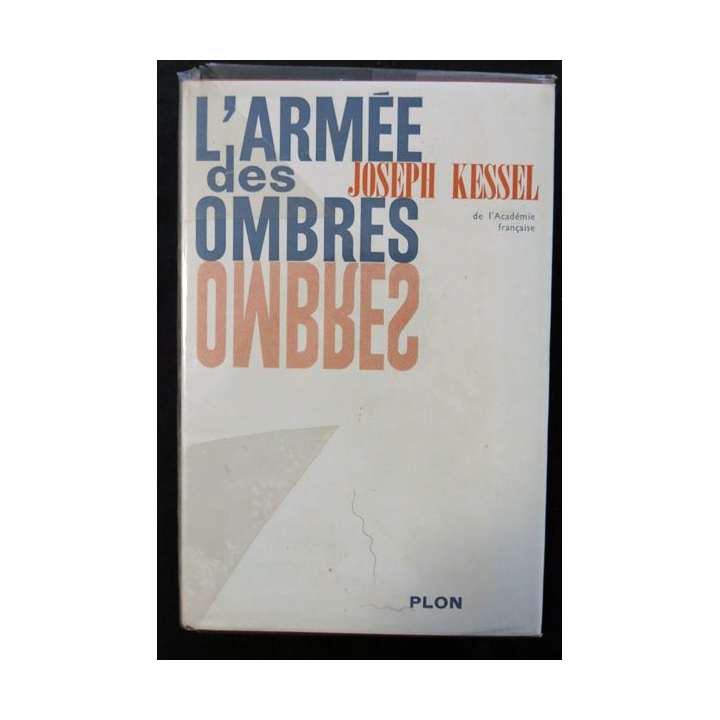 L'ARMÉE
des
JOSEPH KESSEL
OMBRES
de l'Académie
française
OMBRES
PLON